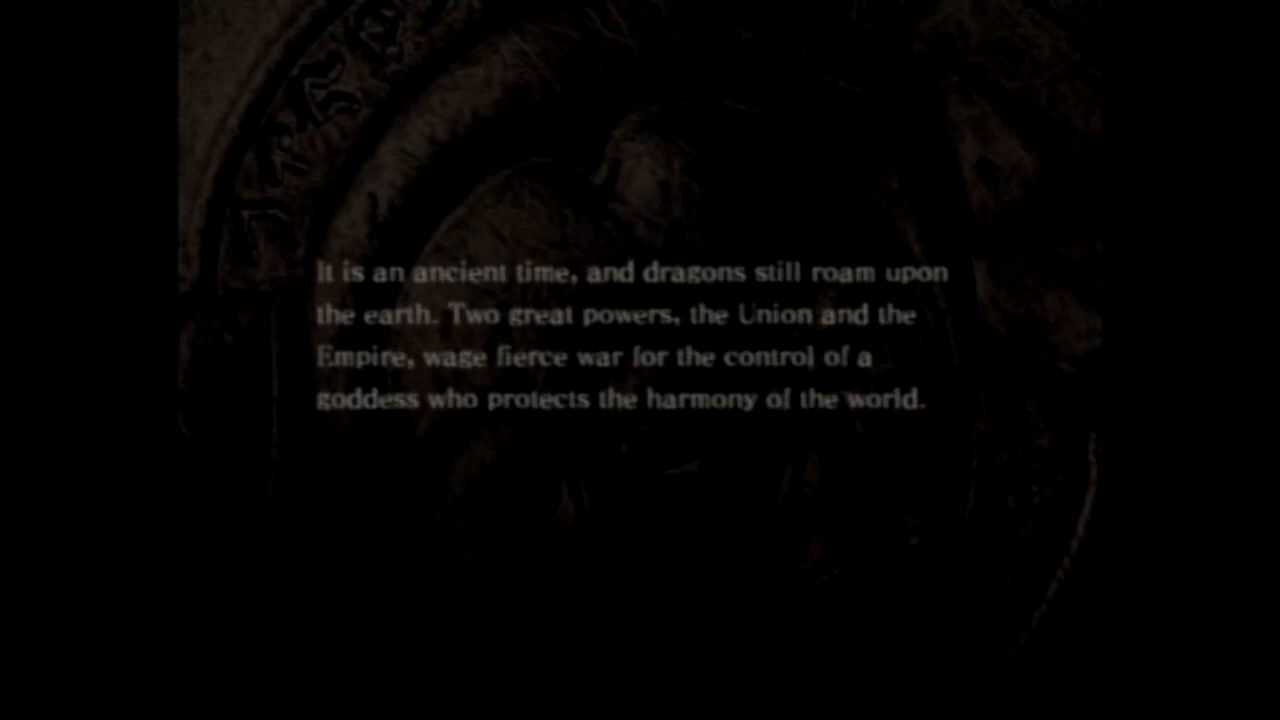 It is an ancient time, and dragons still roam upon
the earth. Two great powers, the Union and the
Empire, wage fierce war for the control of a
goddess who protects the harmony of the world.